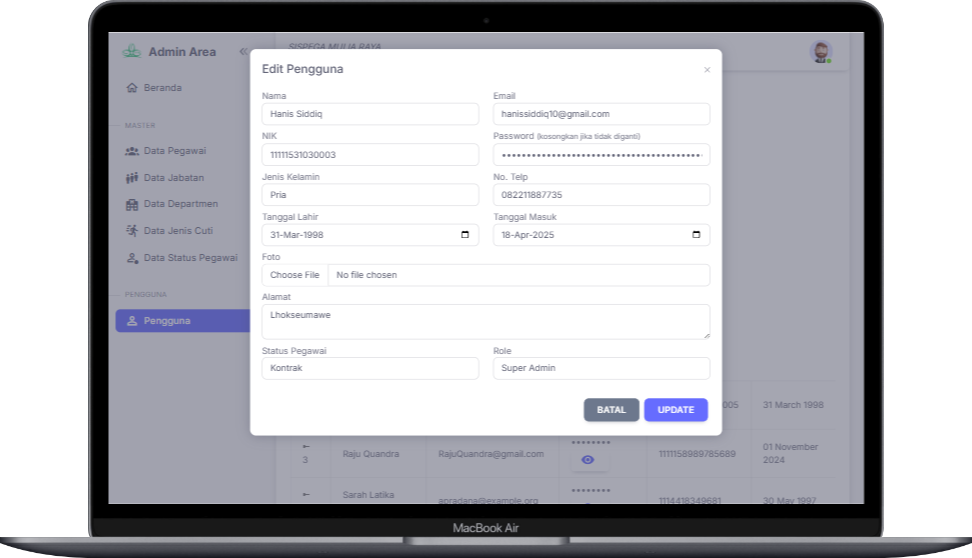 Admin Area «
SISPEGA MULIA RAYA
Beranda
MASTER
Data Pegawai
Data Jabatan
Data Departmen
Data Jenis Cuti
Data Status Pegawai
PENGGUNA
Pengguna
Edit Pengguna ×
Nama Email
Hanis Siddiq hanissiddiq10@gmail.com
NIK Password (kosongkan jika tidak diganti)
11111531030003
Jenis Kelamin No. Telp
Pria 082211887735
Tanggal Lahir Tanggal Masuk
31-Mar-1998 18-Apr-2025
Foto
Choose File No file chosen
Alamat
Lhokseumawe
Status Pegawai Role
Kontrak Super Admin
BATAL UPDATE
005 31 March 1998
3 Raju Quandra RajuQuandra@gmail.com 1111158989785689 01 November
2024
Sarah Latika apradana@example.org 1114418349681 30 May 1997
MacBook Air